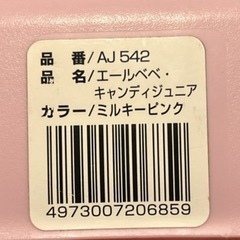 品 番/AJ 542
品 名/エールベベ・
キャンディジュニア
カラー/ミルキーピンク
4973007206859